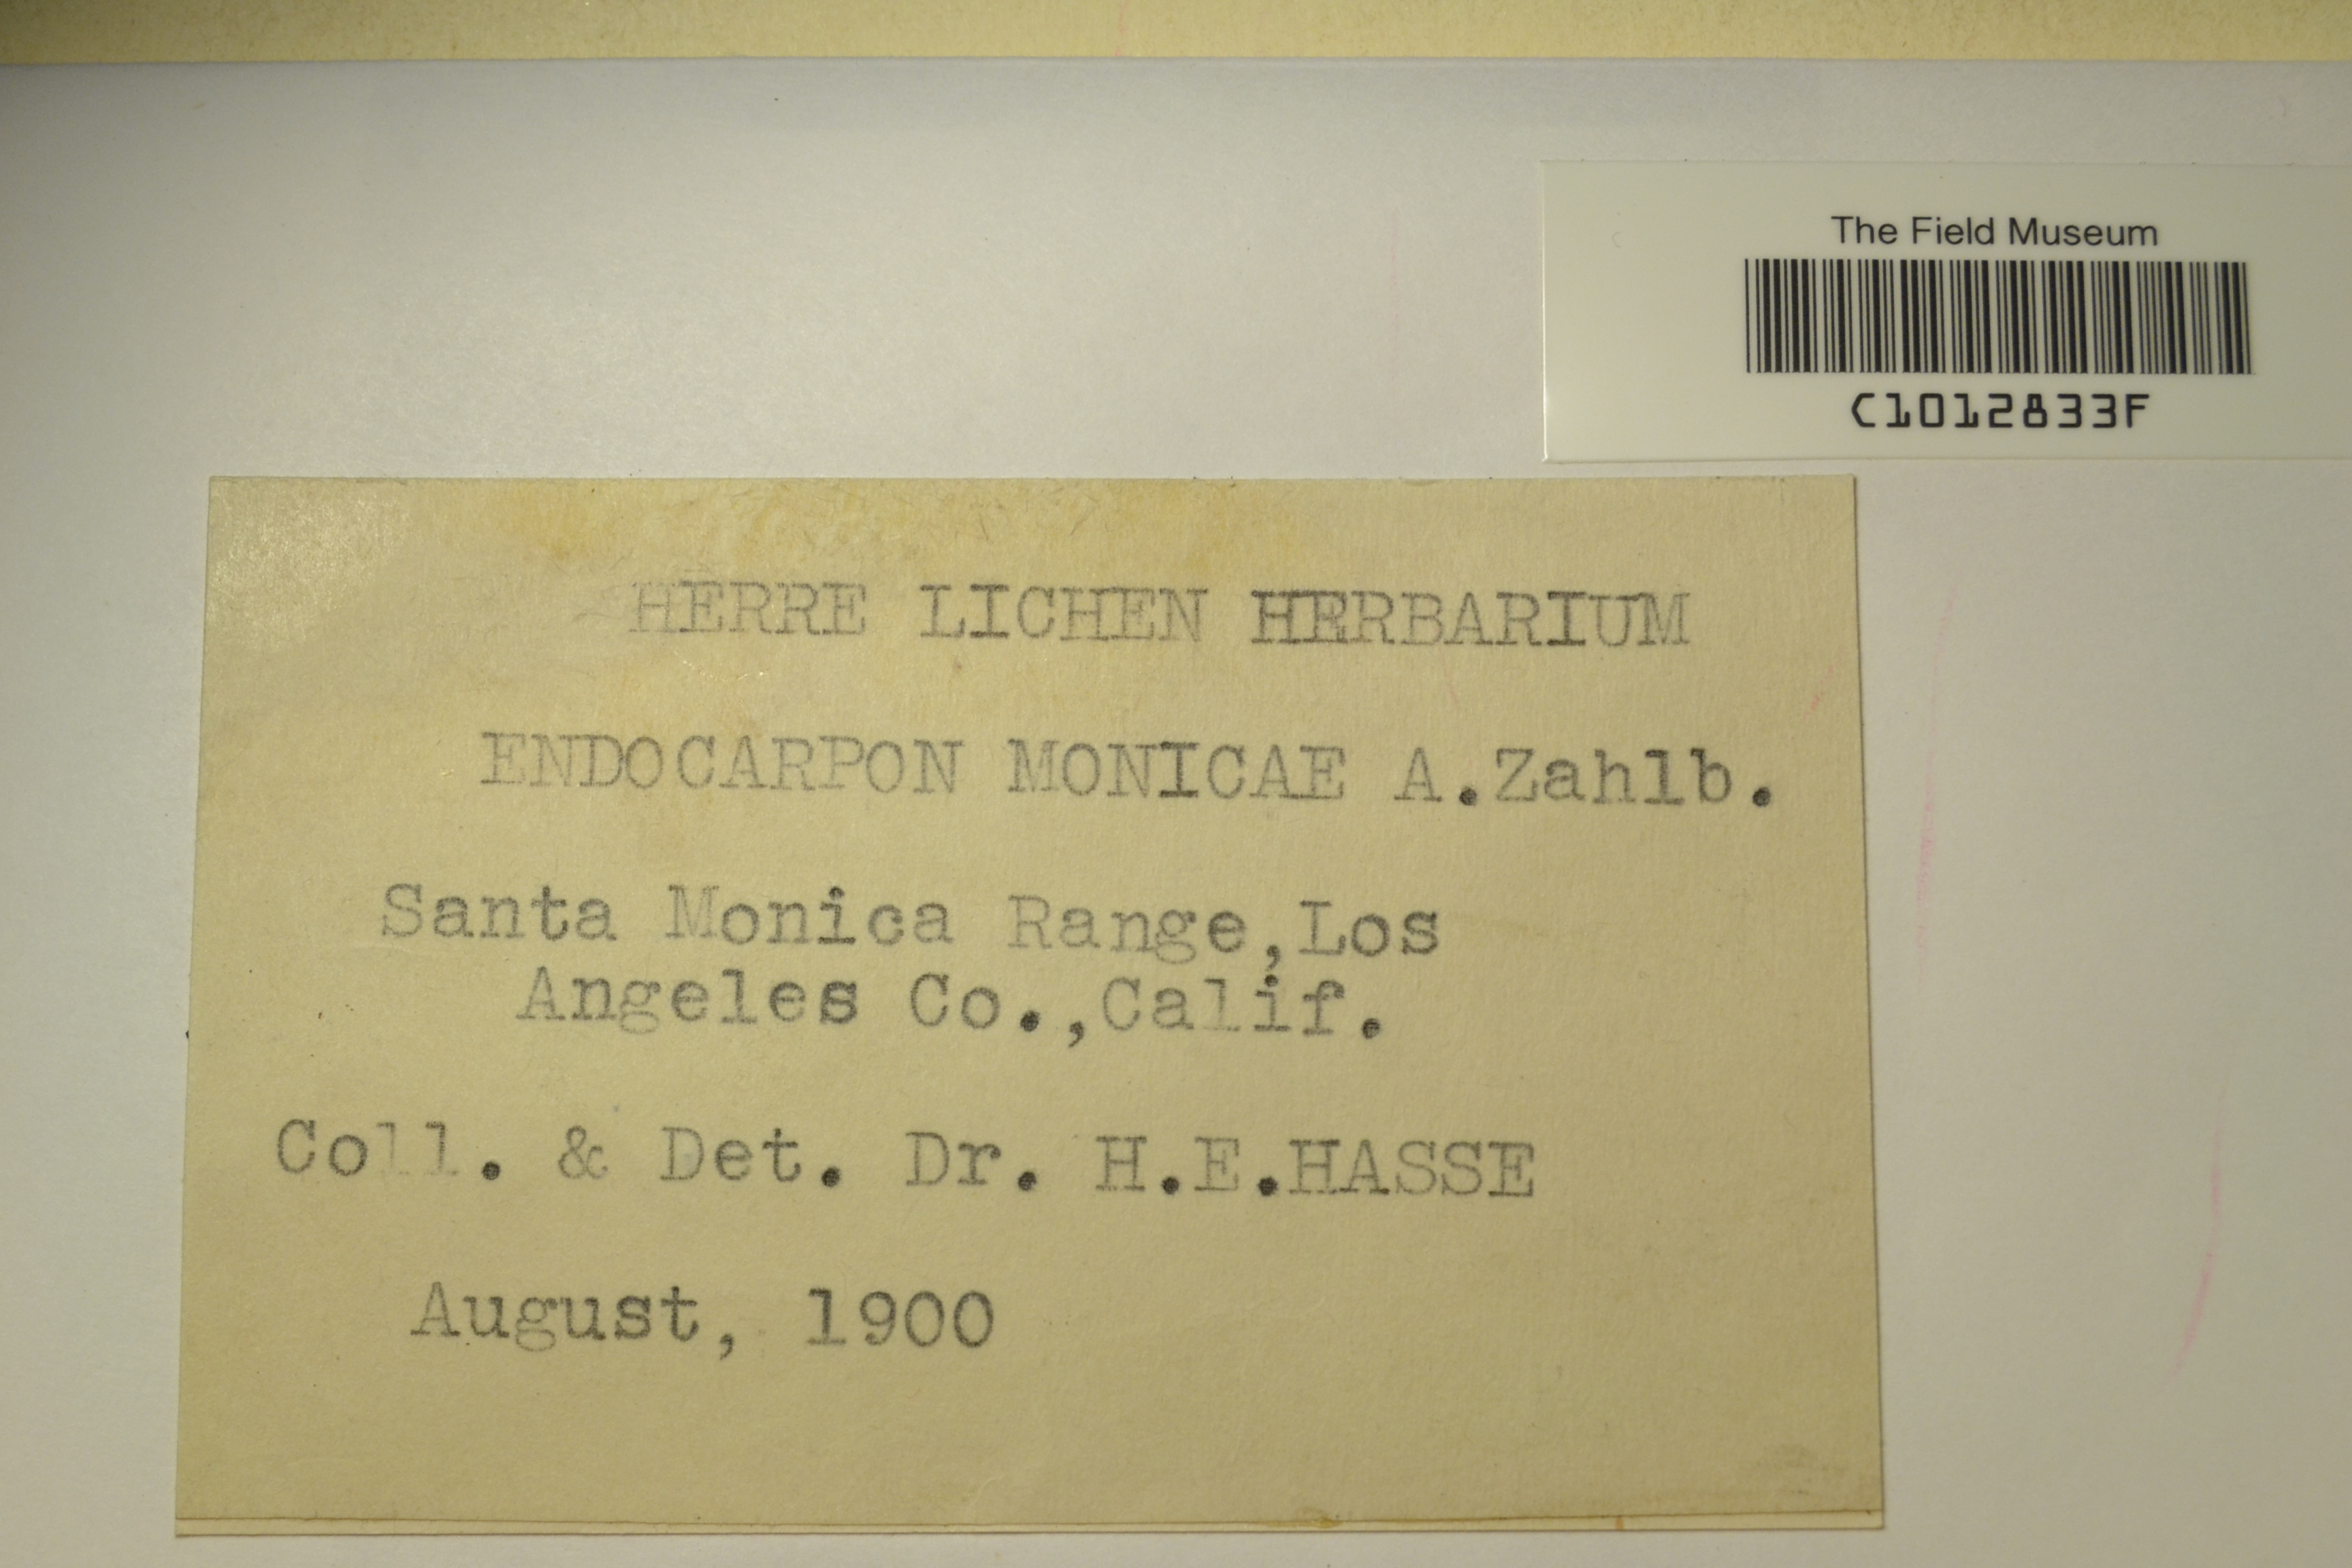 The Field Museum
C1012833F
HERRE LICHEN HERBARIUM
ENDOCARPON MONICAE A.Zahlb.
Santa Monica Range,Los
Angeles Co.,Calif.
Coll. & Det. Dr. H.E.HASSE
August, 1900